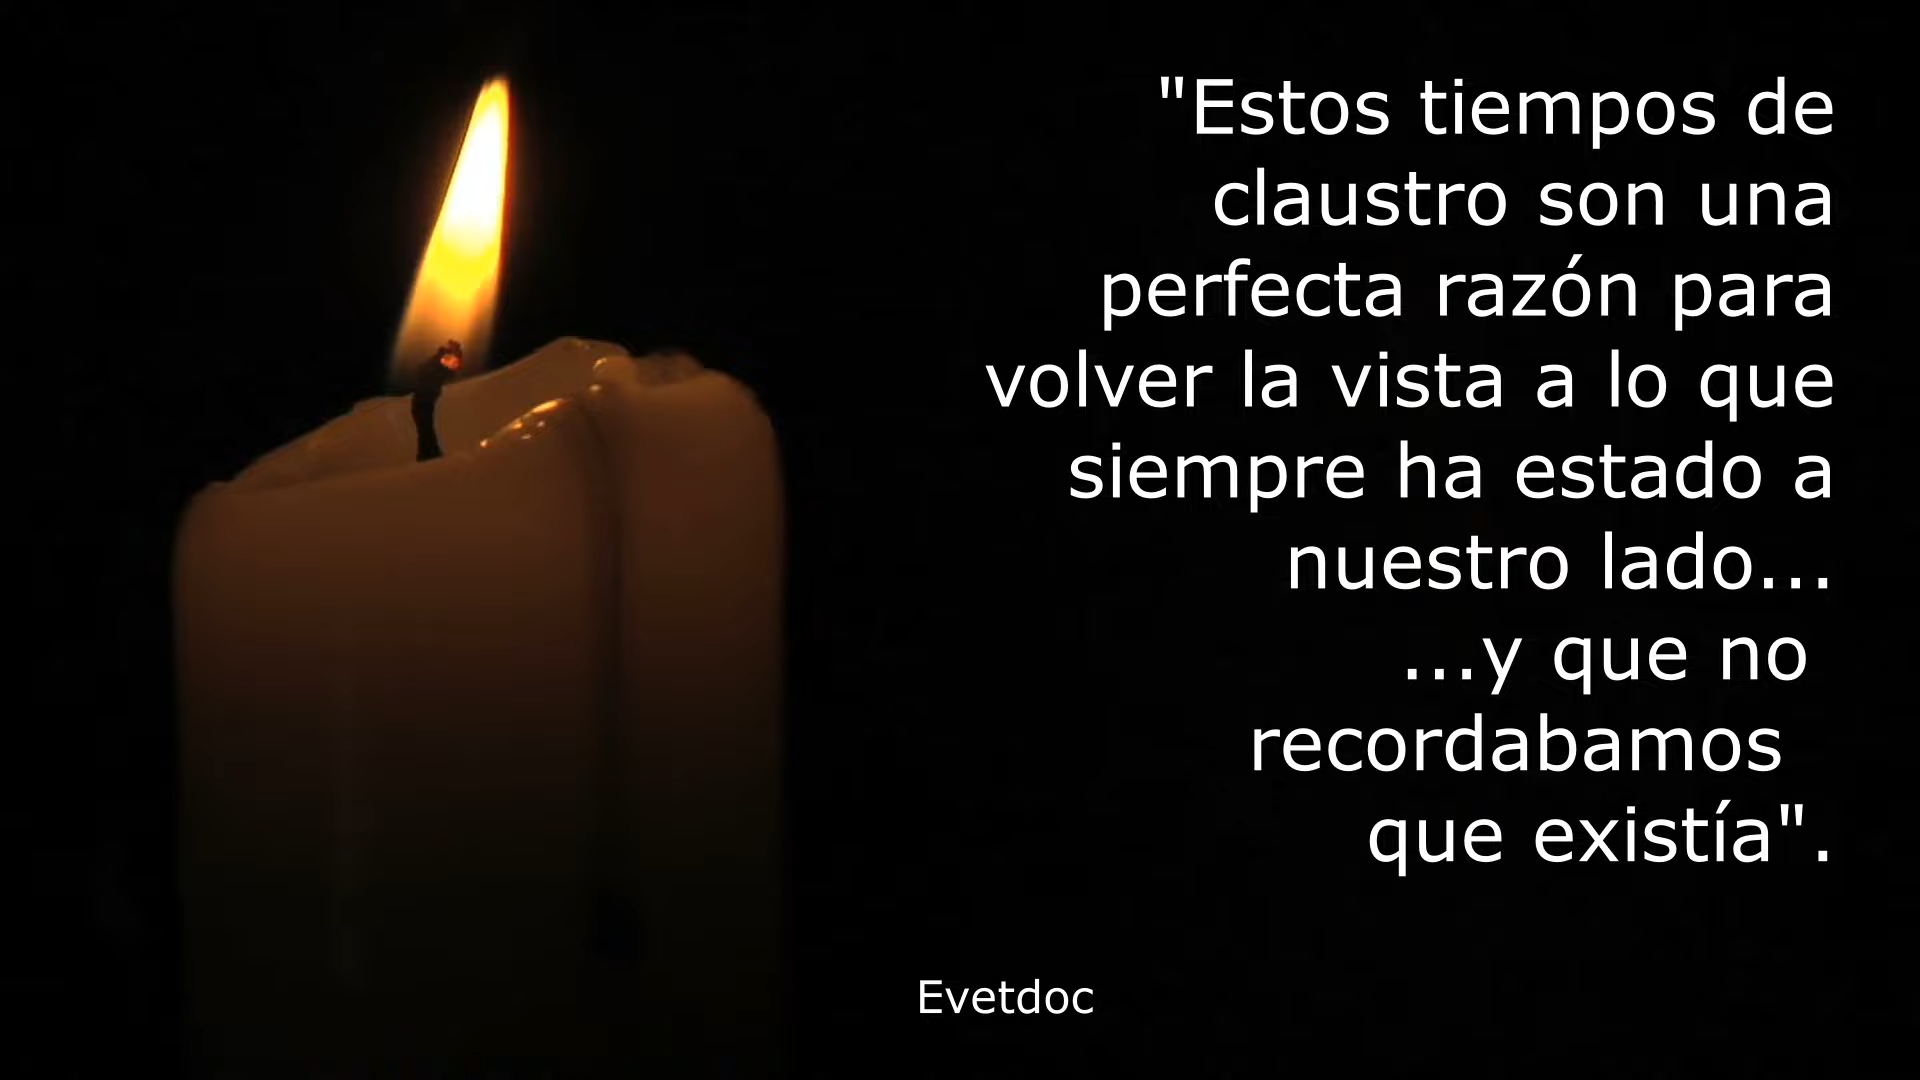 "Estos tiempos de
claustro son una
perfecta razón para
volver la vista a lo que
siempre ha estado a
nuestro lado...
...y que no
recordabamos
que existía".
Evetdoc